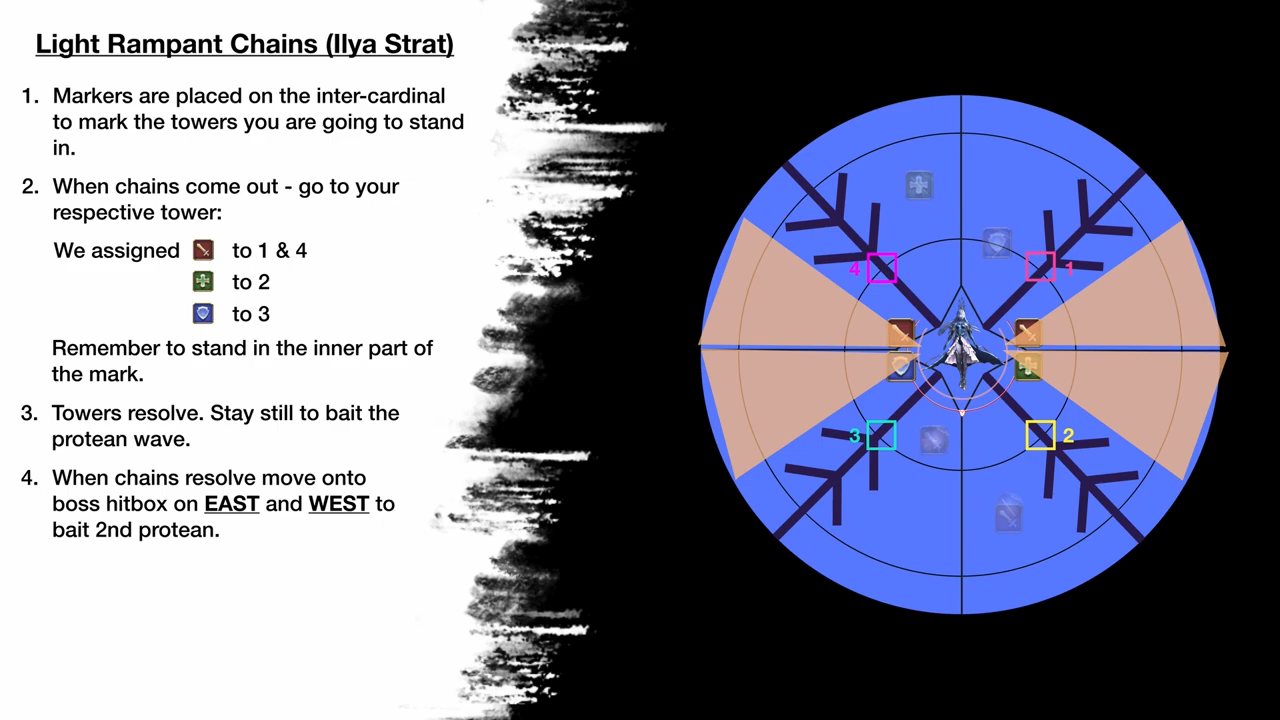 Light Rampant Chains (Ilya Strat)
1. Markers are placed on the inter-cardinal
to mark the towers you are going to stand
in.
2. When chains come out - go to your
respective tower:
We assigned to 1 & 4
to 2
to 3
Remember to stand in the inner part of
the mark.
3. Towers resolve. Stay still to bait the
protean wave.
4. When chains resolve move onto
boss hitbox on EAST and WEST to
bait 2nd protean.
4
1
3
2